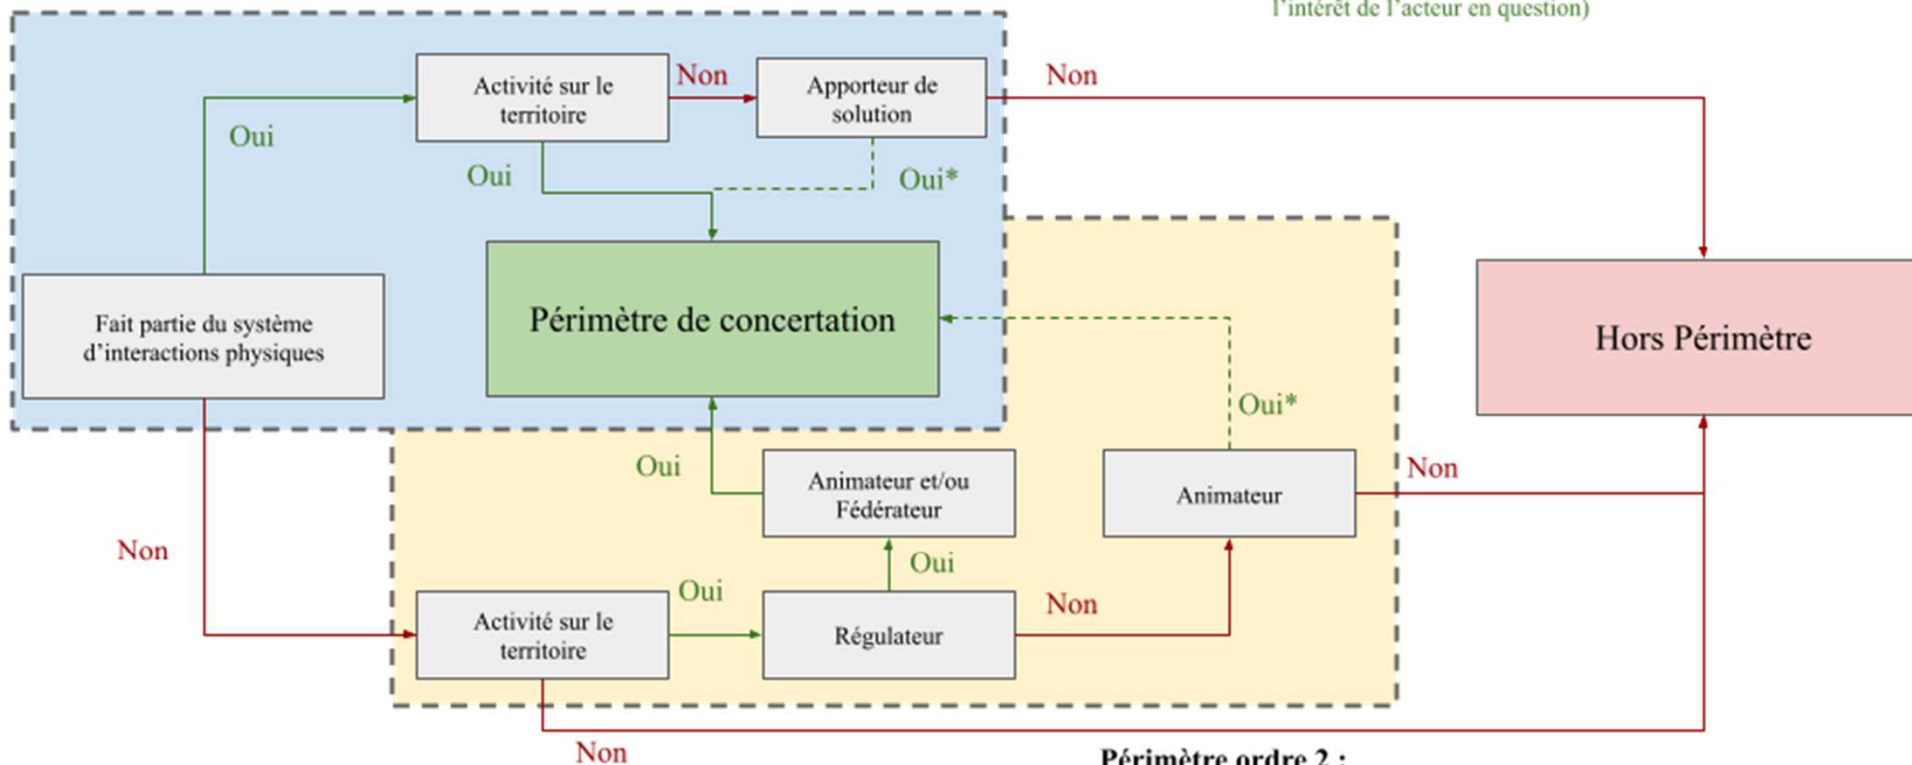 l’intérêt de l’acteur en question)
Activité sur le
territoire
Non
Apporteur de
solution
Non
Oui
Oui
Oui*
Fait partie du système
d’interactions physiques
Périmètre de concertation
Hors Périmètre
Oui*
Oui
Animateur et/ou
Fédérateur
Animateur
Non
Non
Oui
Oui
Activité sur le
territoire
Régulateur
Non
Non
Périmètre ordre 2 :